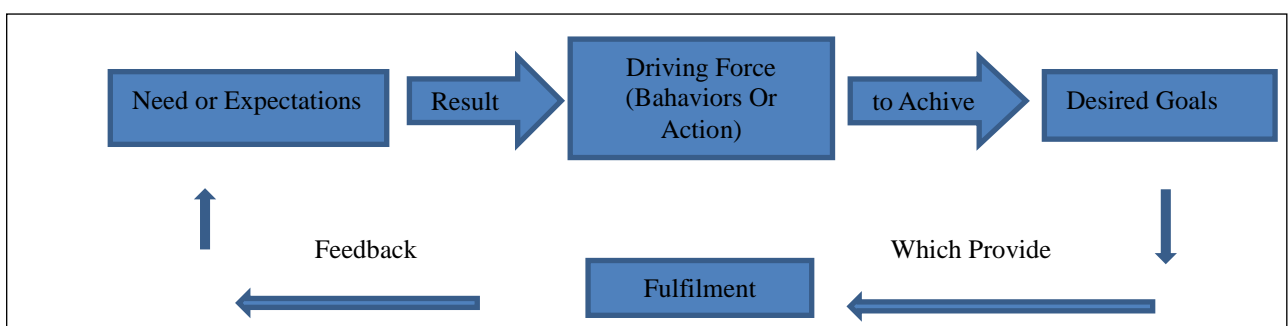 Need or Expectations
Result
Driving Force
(Bahaviors Or
Action)
to Achive
Desired Goals
Feedback
Fulfilment
Which Provide